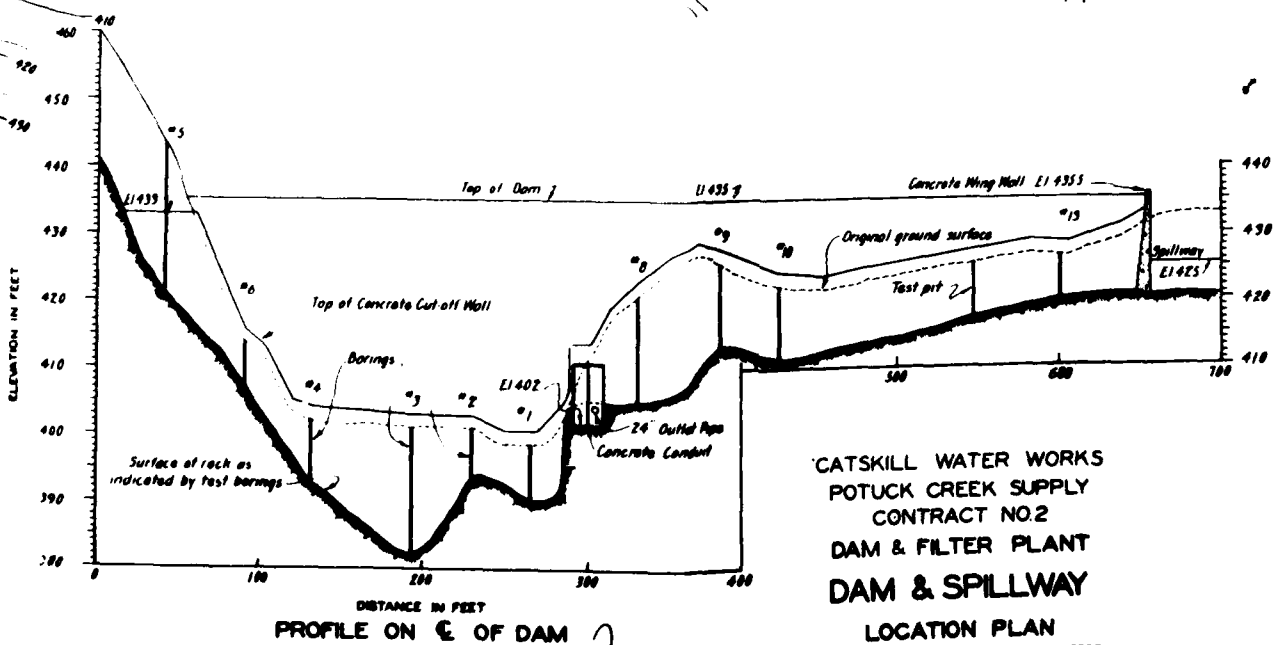 410
460
420
450
430
440
430
420
410
400
390
380
ELEVATION IN FEET
#5
El 433
#6
Top of Dam
El 435
Concrete Wing Wall El 435.5
#13
440
430
420
410
Spillway
El 425
#9
#10
Original ground surface
#8
Test pit
Top of Concrete Cut-off Wall
Borings
#4
#3
#2
#1
El 402
24" Outlet Pipe
Concrete Conduit
Surface of rock as
indicated by test borings
0
100
200
300
400
500
600
700
DISTANCE IN FEET
PROFILE ON ℄ OF DAM
CATSKILL WATER WORKS
POTUCK CREEK SUPPLY
CONTRACT NO.2
DAM & FILTER PLANT
DAM & SPILLWAY
LOCATION PLAN